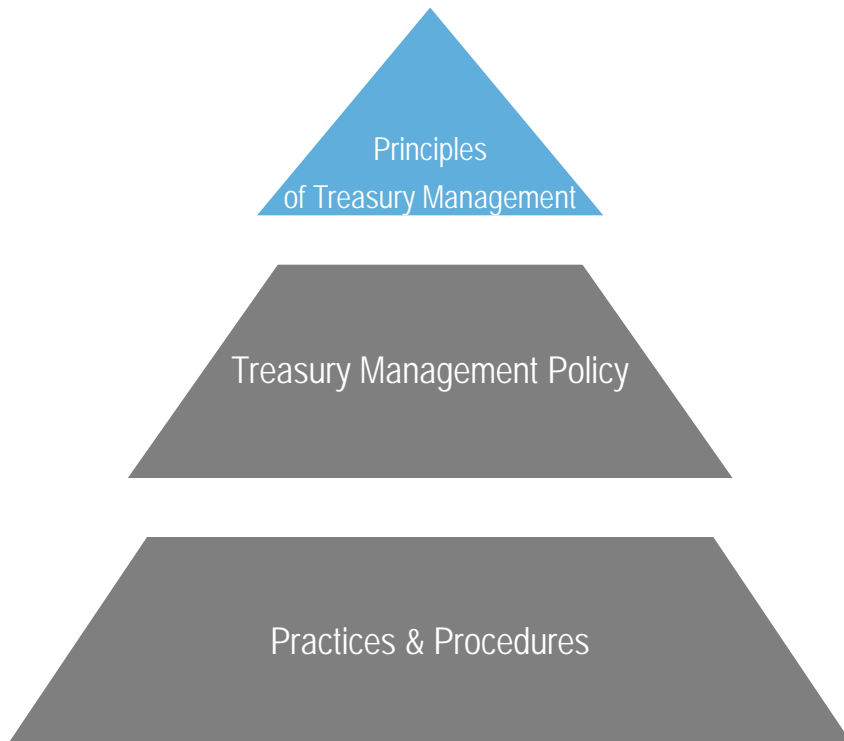 Principles
of Treasury Management
Treasury Management Policy
Practices & Procedures